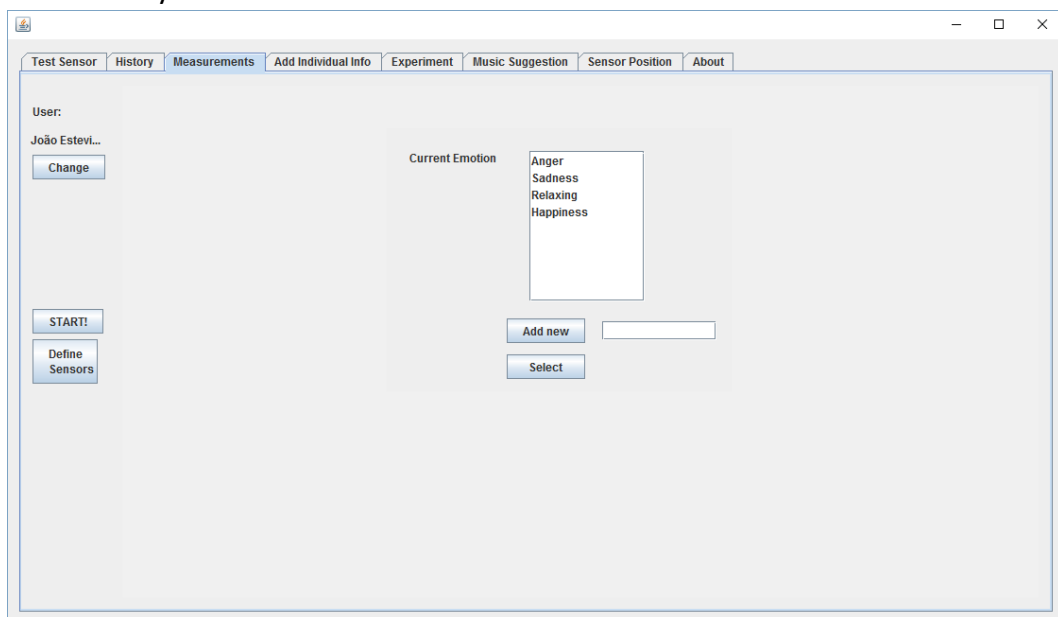 Test Sensor History Measurements Add Individual Info Experiment Music Suggestion Sensor Position About
User:
João Estevi...
Change
Current Emotion
Anger
Sadness
Relaxing
Happiness
START!
Add new
Define
Sensors
Select